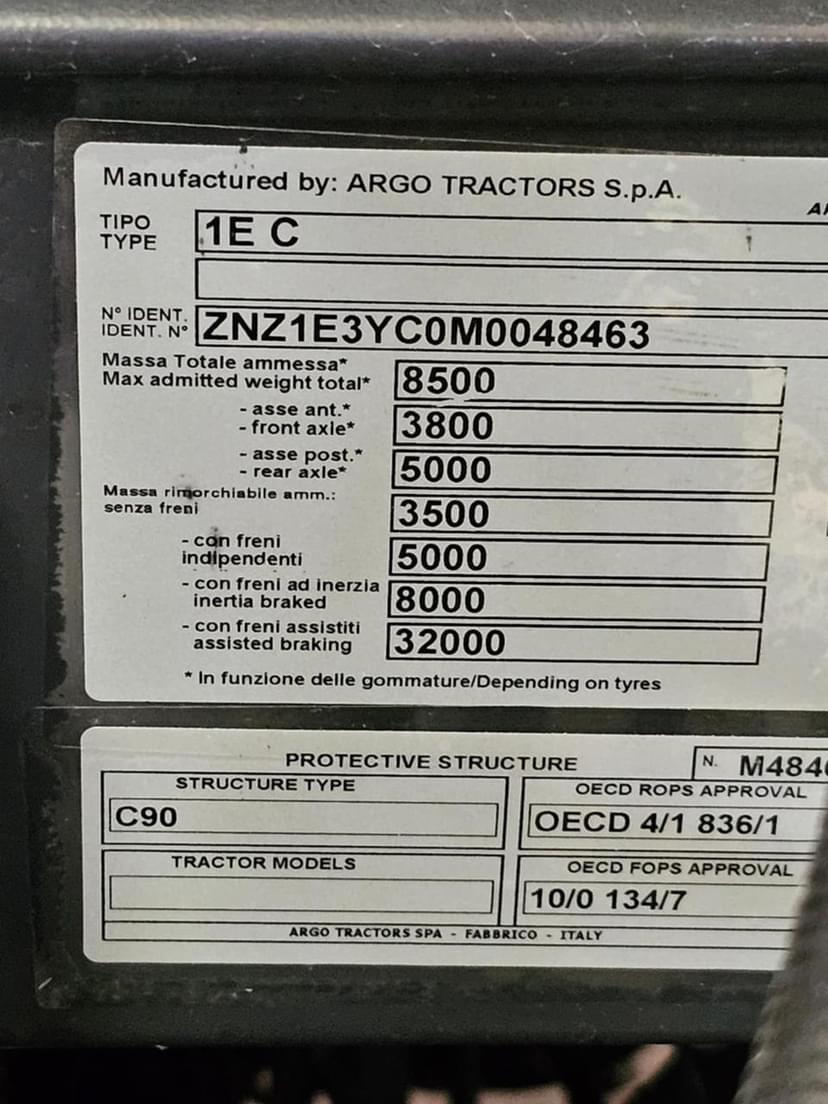 Manufactured by: ARGO TRACTORS S.p.A.
TIPO
TYPE
1E C
N° IDENT.
IDENT. N°
ZNZ1E3YC0M0048463
Massa Totale ammessa*
Max admitted weight total*
8500
- asse ant.*
- front axle*
3800
- asse post.*
- rear axle*
5000
Massa rimorchiabile amm.:
senza freni
3500
- con freni
indipendenti
5000
- con freni ad inerzia
inertia braked
8000
- con freni assistiti
assisted braking
32000
* In funzione delle gommature/Depending on tyres
PROTECTIVE STRUCTURE
N. M484
STRUCTURE TYPE
C90
OECD ROPS APPROVAL
OECD 4/1 836/1
TRACTOR MODELS
OECD FOPS APPROVAL
10/0 134/7
ARGO TRACTORS SPA - FABBRICO - ITALY